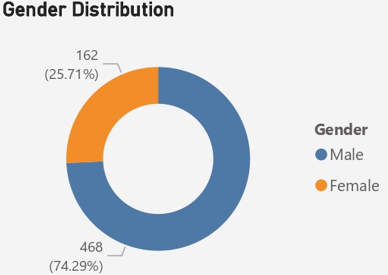 Gender Distribution
162
(25.71%)
Gender
Male
Female
468
(74.29%)